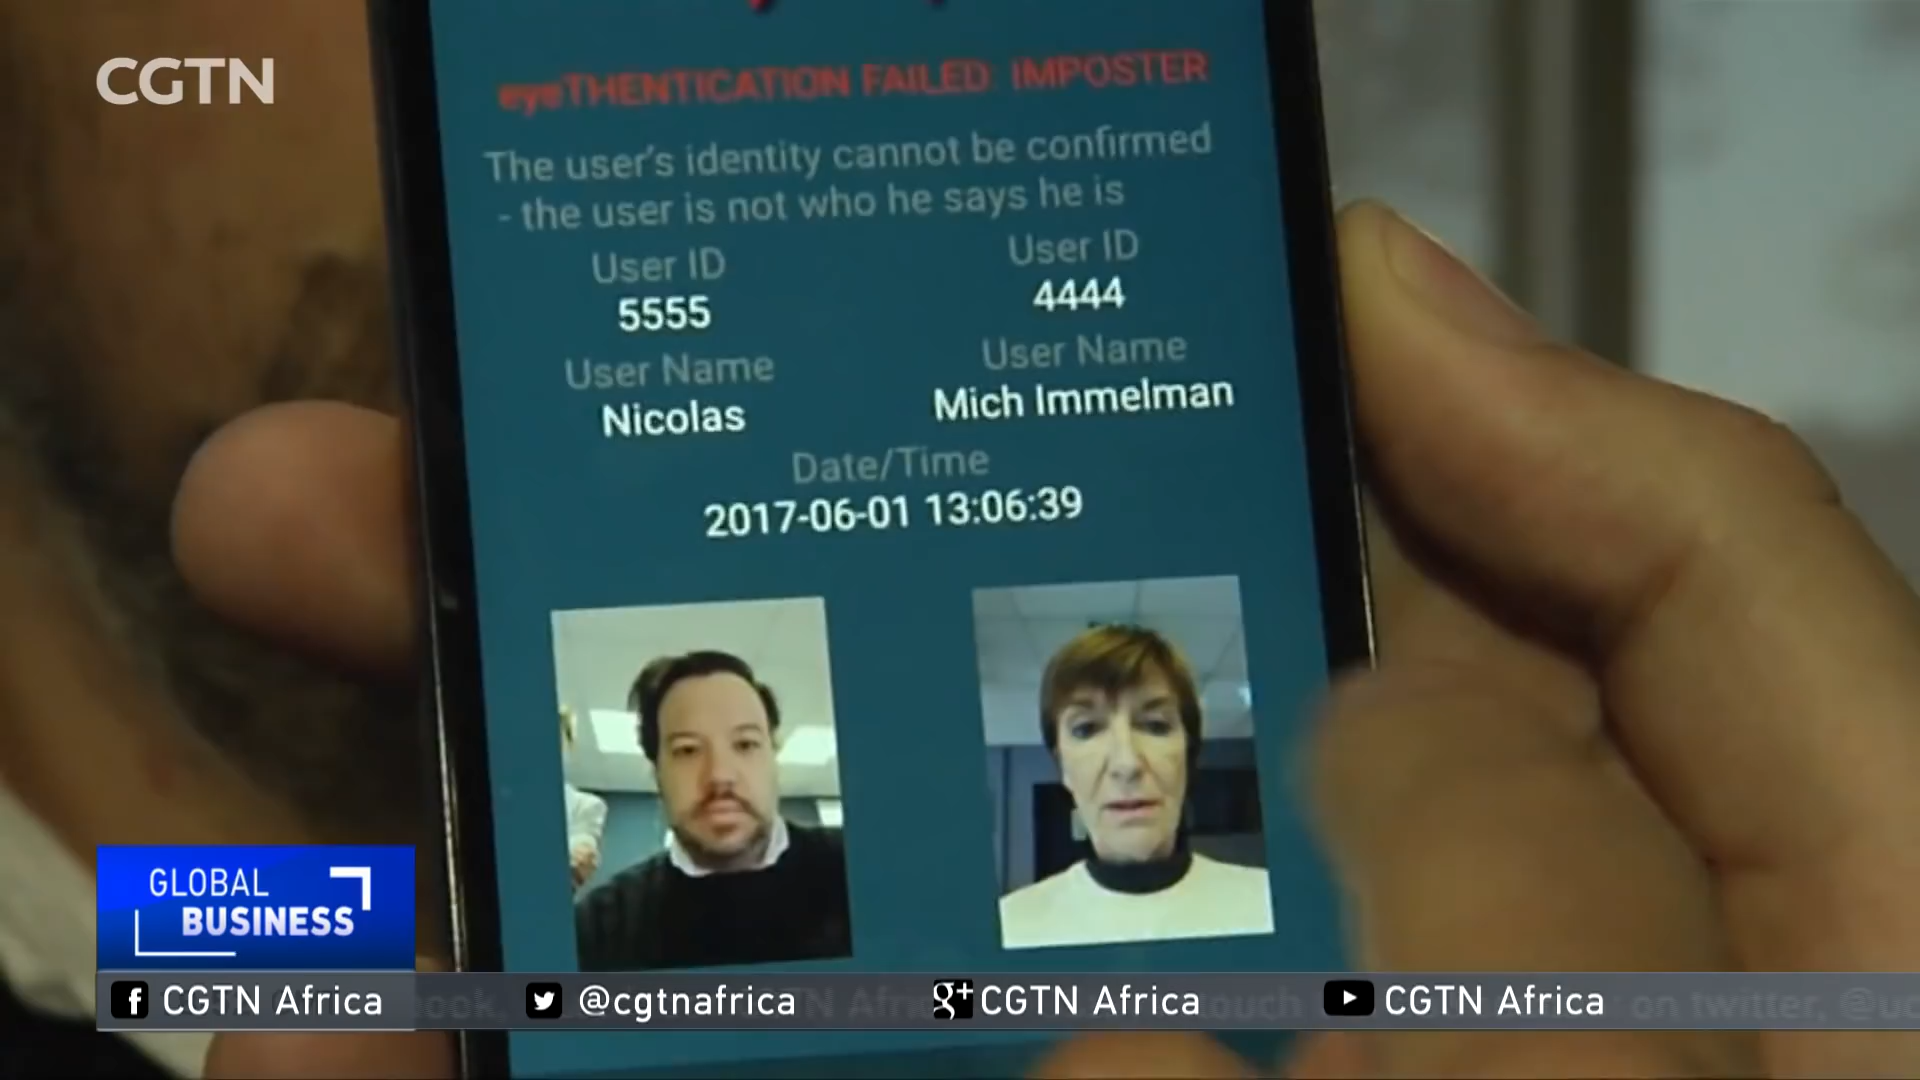 CGTN
eyeTHENTICATION FAILED: IMPOSTER
The user's identity cannot be confirmed
- the user is not who he says he is
User ID
5555
User Name
Nicolas
User ID
4444
User Name
Mich Immelman
Date/Time
2017-06-01 13:06:39
GLOBAL
BUSINESS
f CGTN Africa
@cgtnafrica
g+ CGTN Africa
CGTN Africa
on twitter,